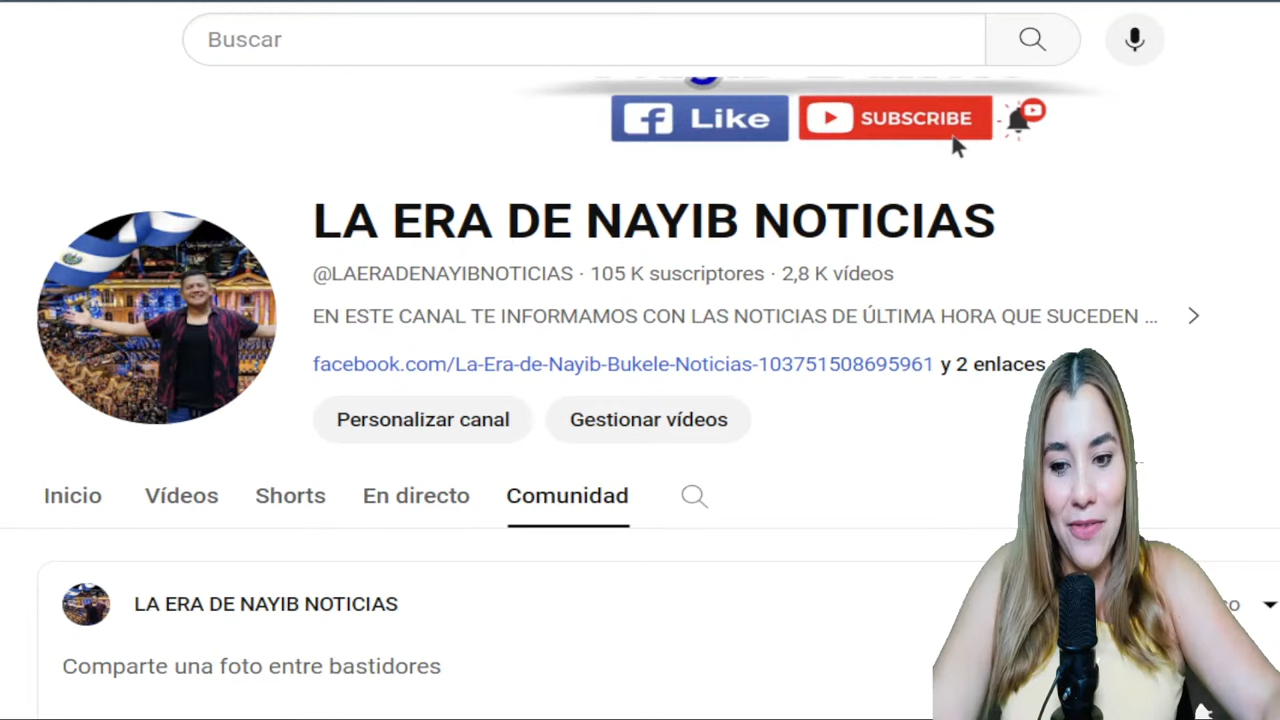 Buscar
Like
SUBSCRIBE
LA ERA DE NAYIB NOTICIAS
@LAERADENAYIBNOTICIAS · 105 K suscriptores · 2,8 K vídeos
EN ESTE CANAL TE INFORMAMOS CON LAS NOTICIAS DE ÚLTIMA HORA QUE SUCEDEN ...
facebook.com/La-Era-de-Nayib-Bukele-Noticias-103751508695961 y 2 enlaces
Personalizar canal
Gestionar vídeos
Inicio
Vídeos
Shorts
En directo
Comunidad
LA ERA DE NAYIB NOTICIAS
Comparte una foto entre bastidores